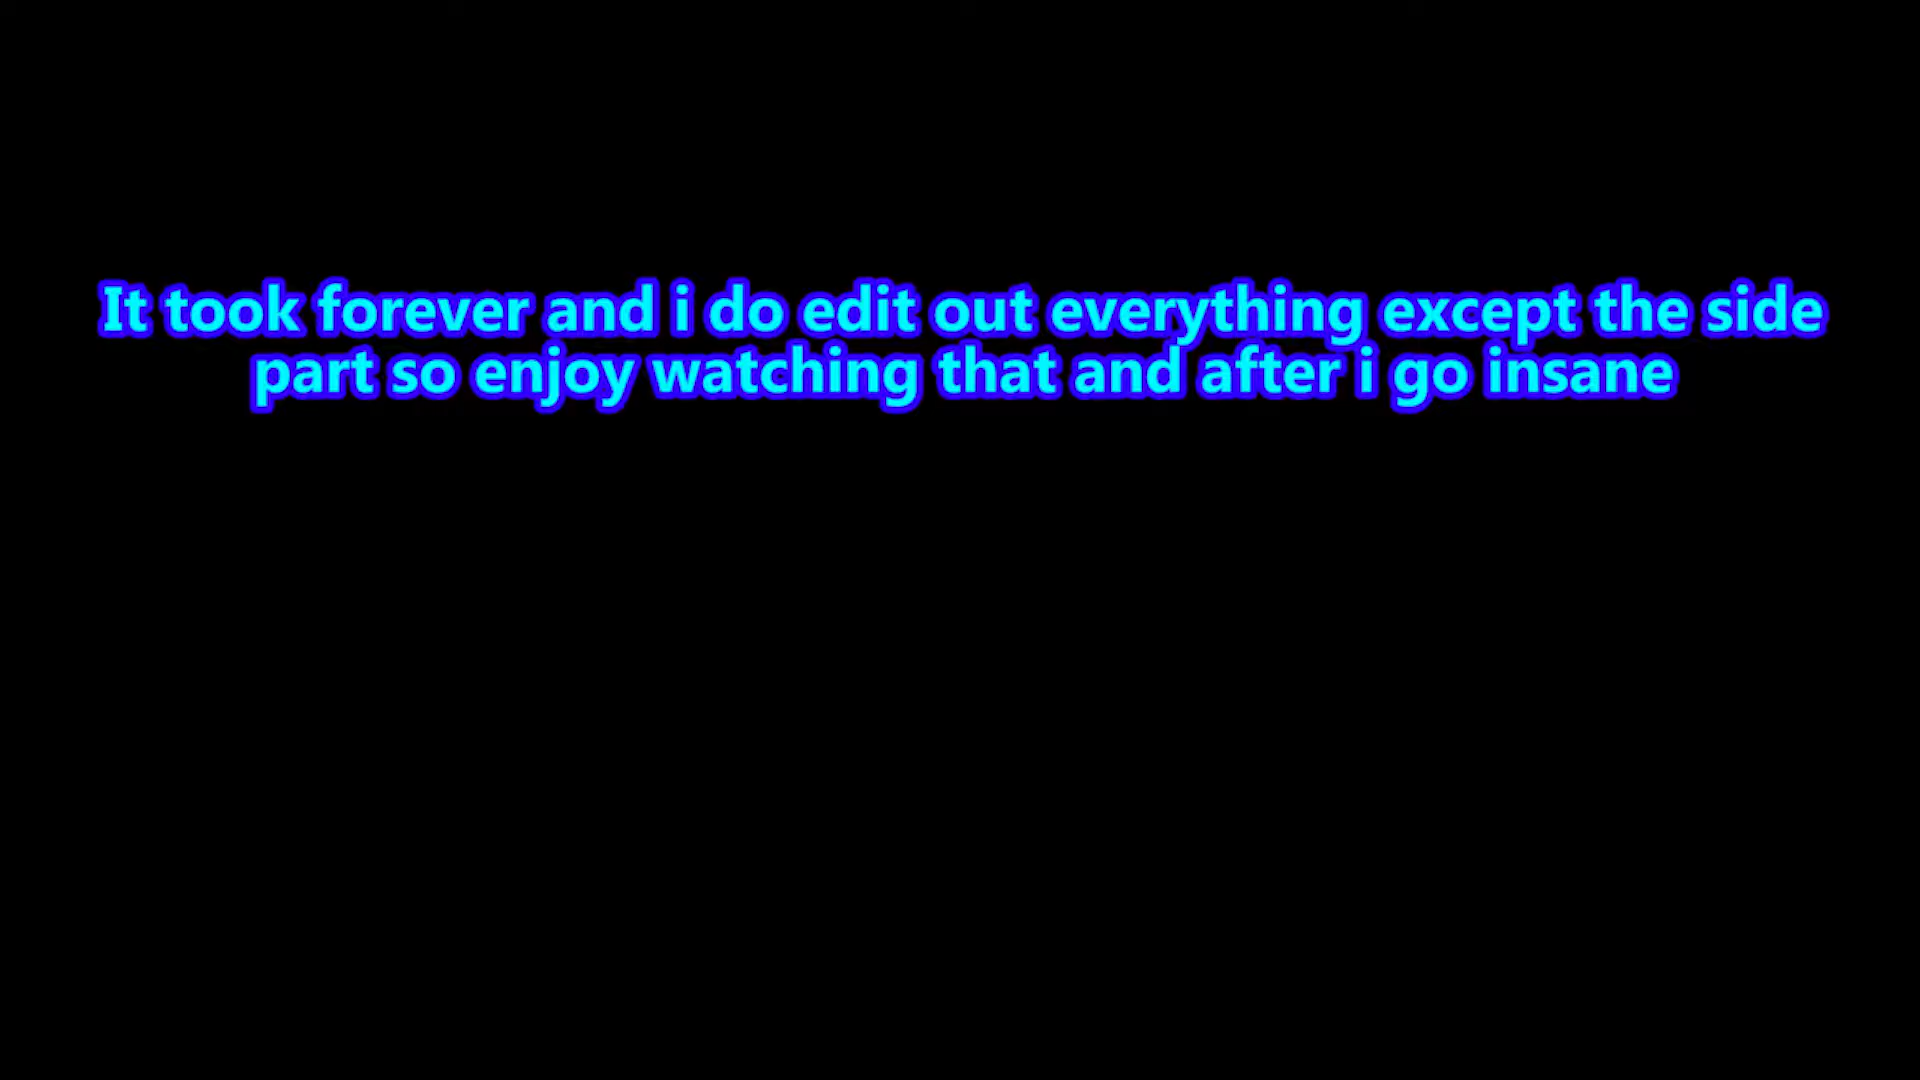 It took forever and i do edit out everything except the side
part so enjoy watching that and after i go insane